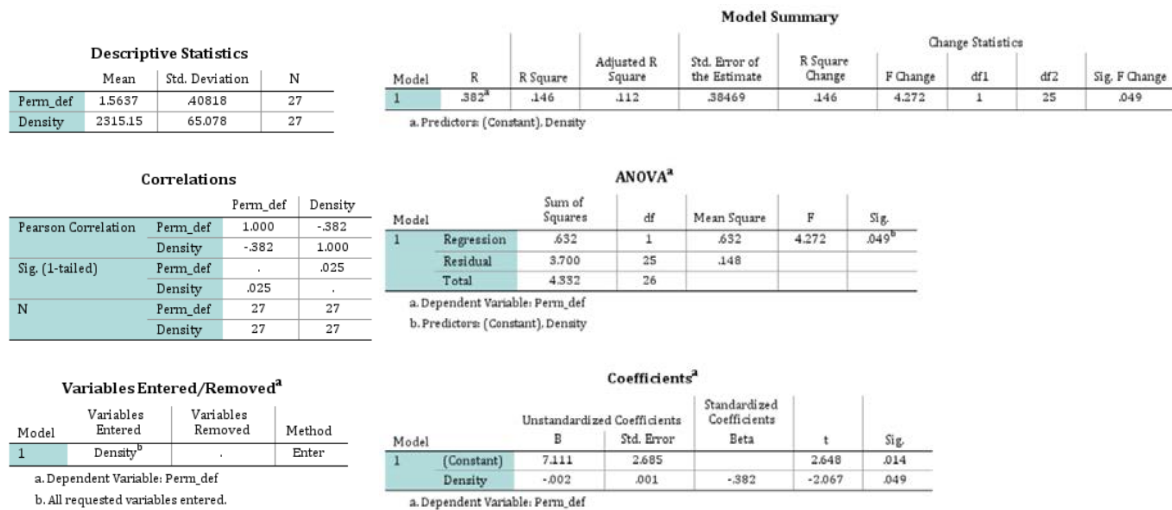 Descriptive Statistics
Mean Std. Deviation N
Perm_def 1.5637 .40818 27
Density 2315.15 65.078 27
Model Summary
Change Statistics
Model R R Square Adjusted R Square Std. Error of the Estimate R Square Change F Change df1 df2 Sig. F Change
1 .382a .146 .112 .38469 .146 4.272 1 25 .049
a. Predictors: (Constant), Density
Correlations
Perm_def Density
Pearson Correlation Perm_def 1.000 -.382
Density -.382 1.000
Sig. (1-tailed) Perm_def . .025
Density .025 .
N Perm_def 27 27
Density 27 27
ANOVAa
Model Sum of Squares df Mean Square F Sig.
1 Regression .632 1 .632 4.272 .049b
Residual 3.700 25 .148
Total 4.332 26
a. Dependent Variable: Perm_def
b. Predictors: (Constant), Density
Variables Entered/Removeda
Model Variables Entered Variables Removed Method
1 Densityb . Enter
a. Dependent Variable: Perm_def
b. All requested variables entered.
Coefficientsa
Unstandardized Coefficients Standardized Coefficients
Model B Std. Error Beta t Sig.
1 (Constant) 7.111 2.685 2.648 .014
Density -.002 .001 -.382 -2.067 .049
a. Dependent Variable: Perm_def